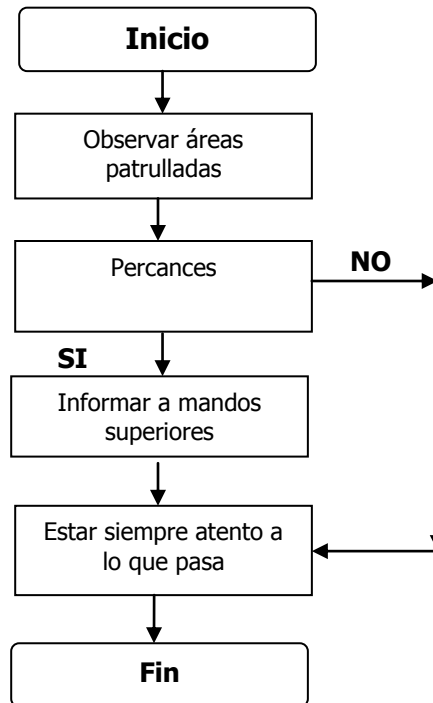 Inicio
Observar áreas
patrulladas
Percances
NO
SI
Informar a mandos
superiores
Estar siempre atento a
lo que pasa
Fin